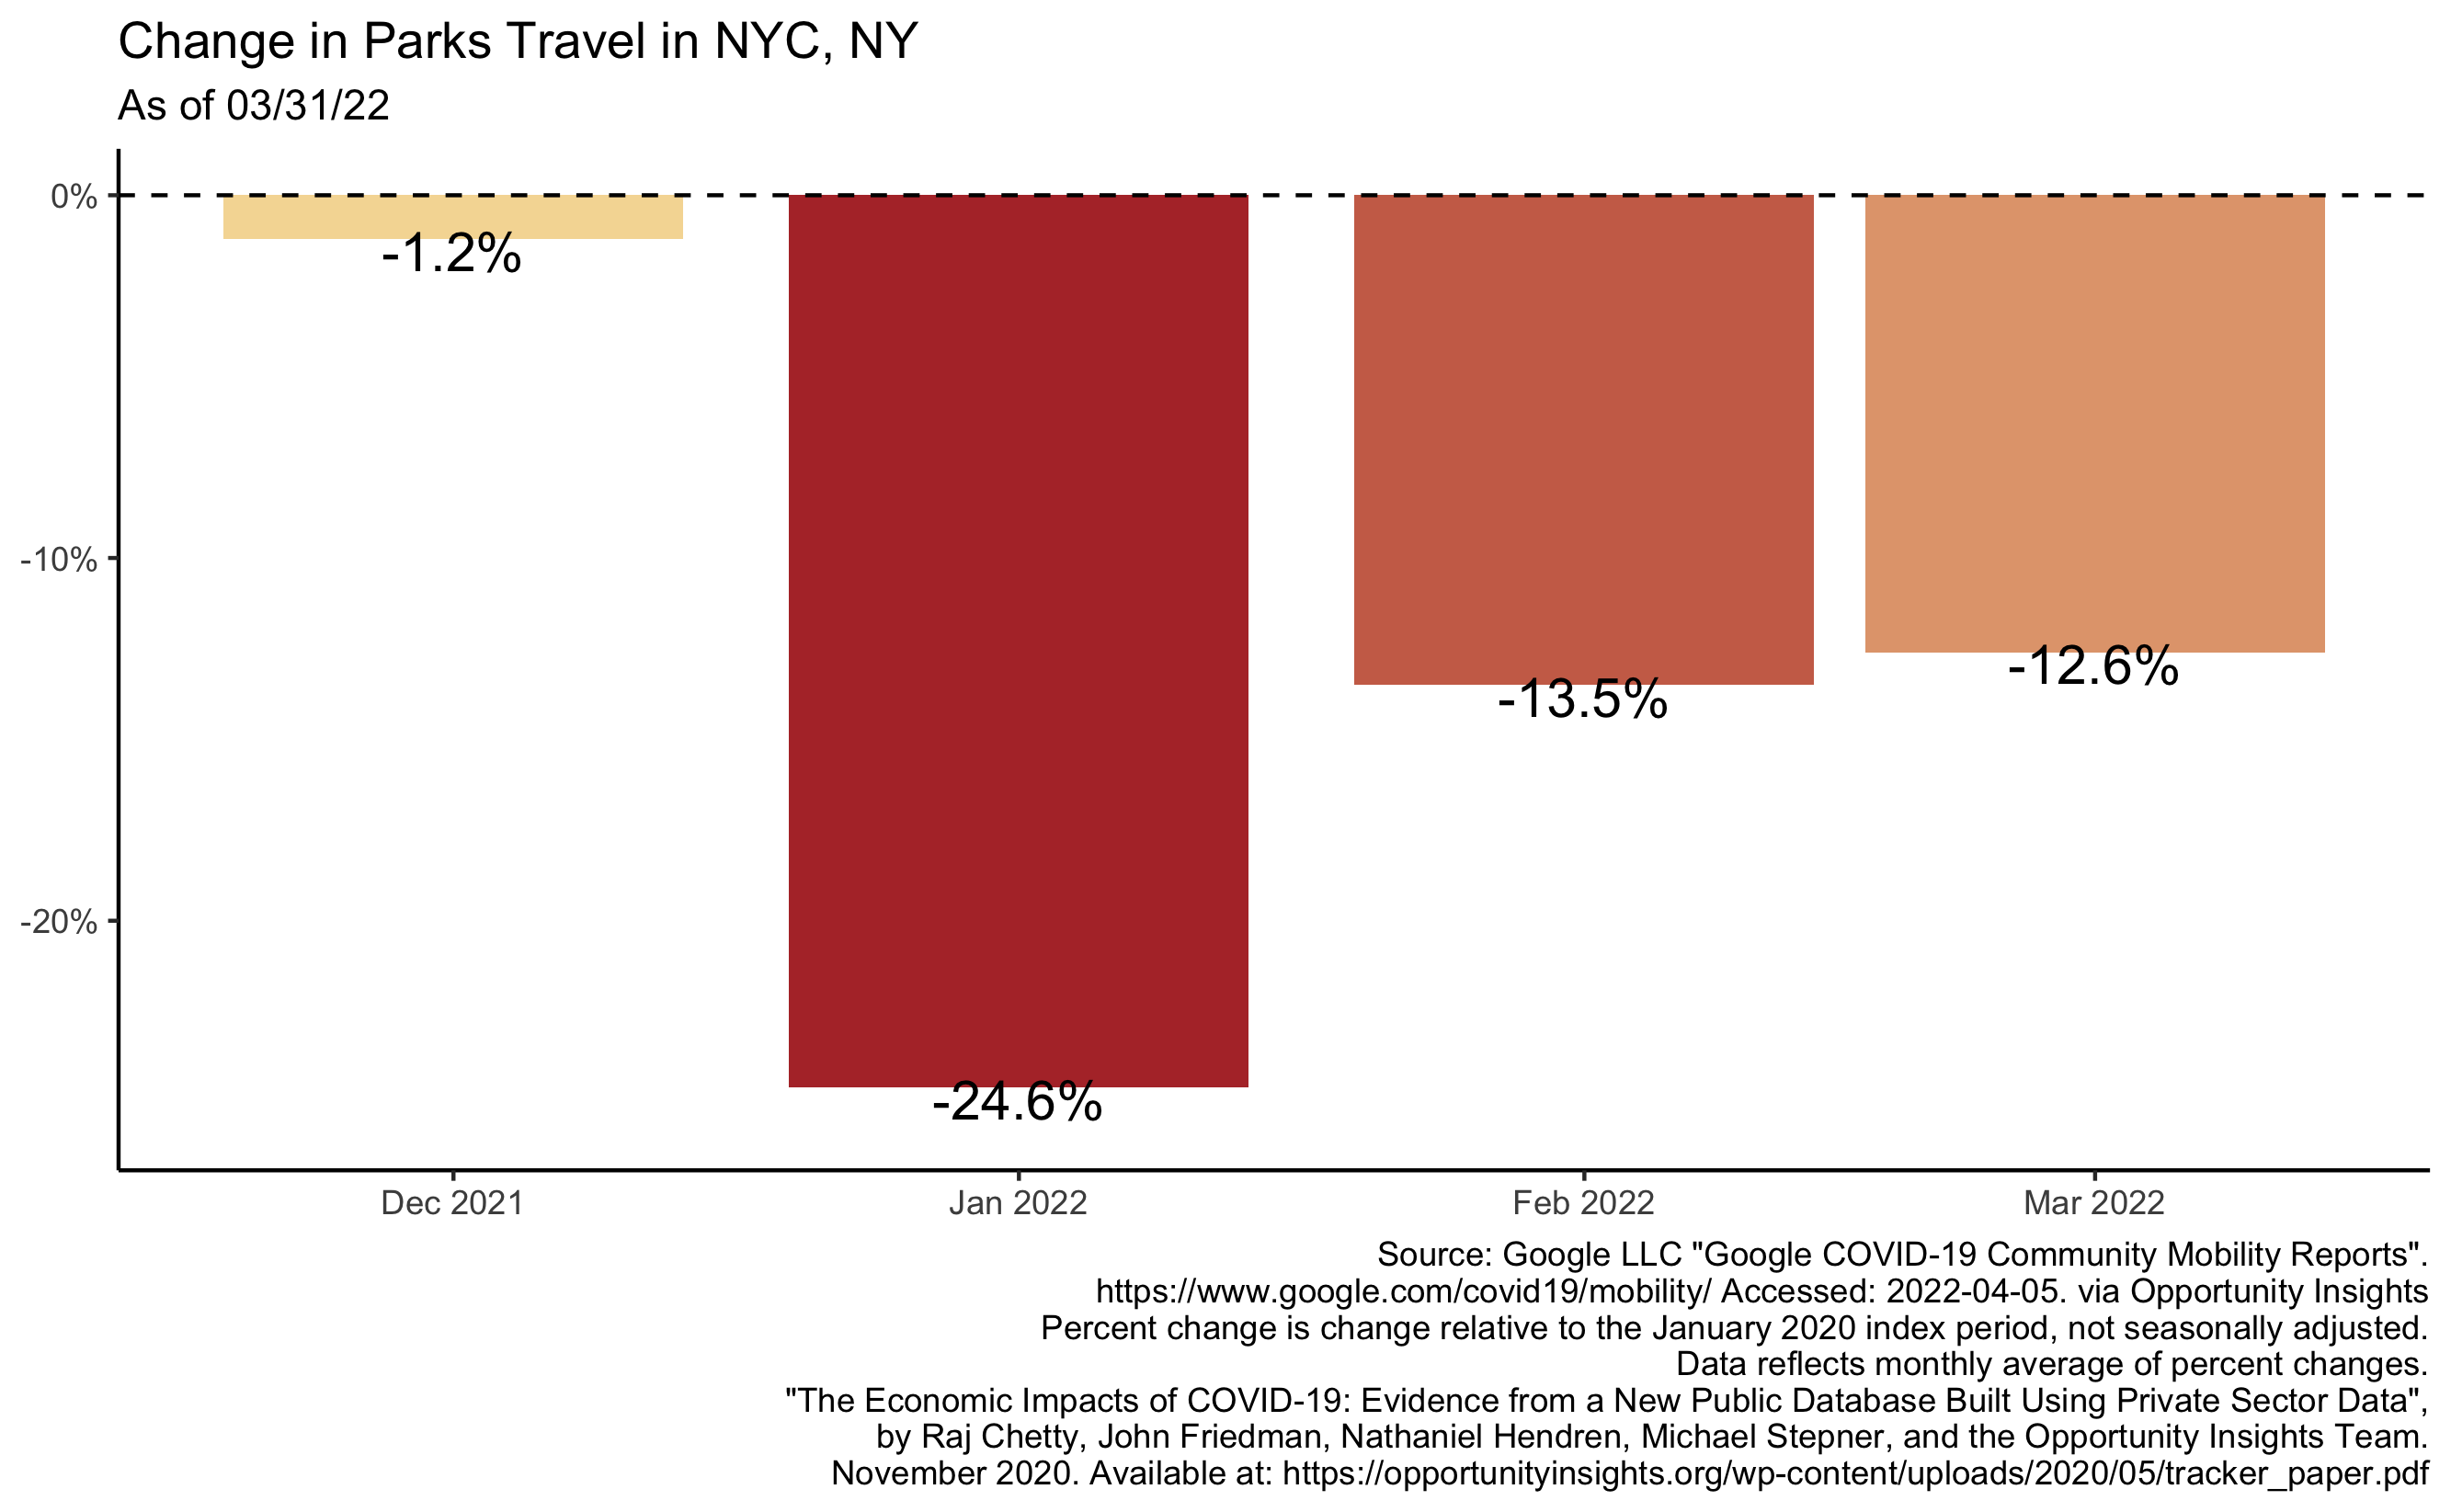 Change in Parks Travel in NYC, NY
As of 03/31/22
0%
-10%
-20%
-1.2%
-24.6%
-13.5%
-12.6%
Dec 2021
Jan 2022
Feb 2022
Mar 2022
Source: Google LLC "Google COVID-19 Community Mobility Reports".
https://www.google.com/covid19/mobility/ Accessed: 2022-04-05. via Opportunity Insights
Percent change is change relative to the January 2020 index period, not seasonally adjusted.
Data reflects monthly average of percent changes.
"The Economic Impacts of COVID-19: Evidence from a New Public Database Built Using Private Sector Data",
by Raj Chetty, John Friedman, Nathaniel Hendren, Michael Stepner, and the Opportunity Insights Team.
November 2020. Available at: https://opportunityinsights.org/wp-content/uploads/2020/05/tracker_paper.pdf